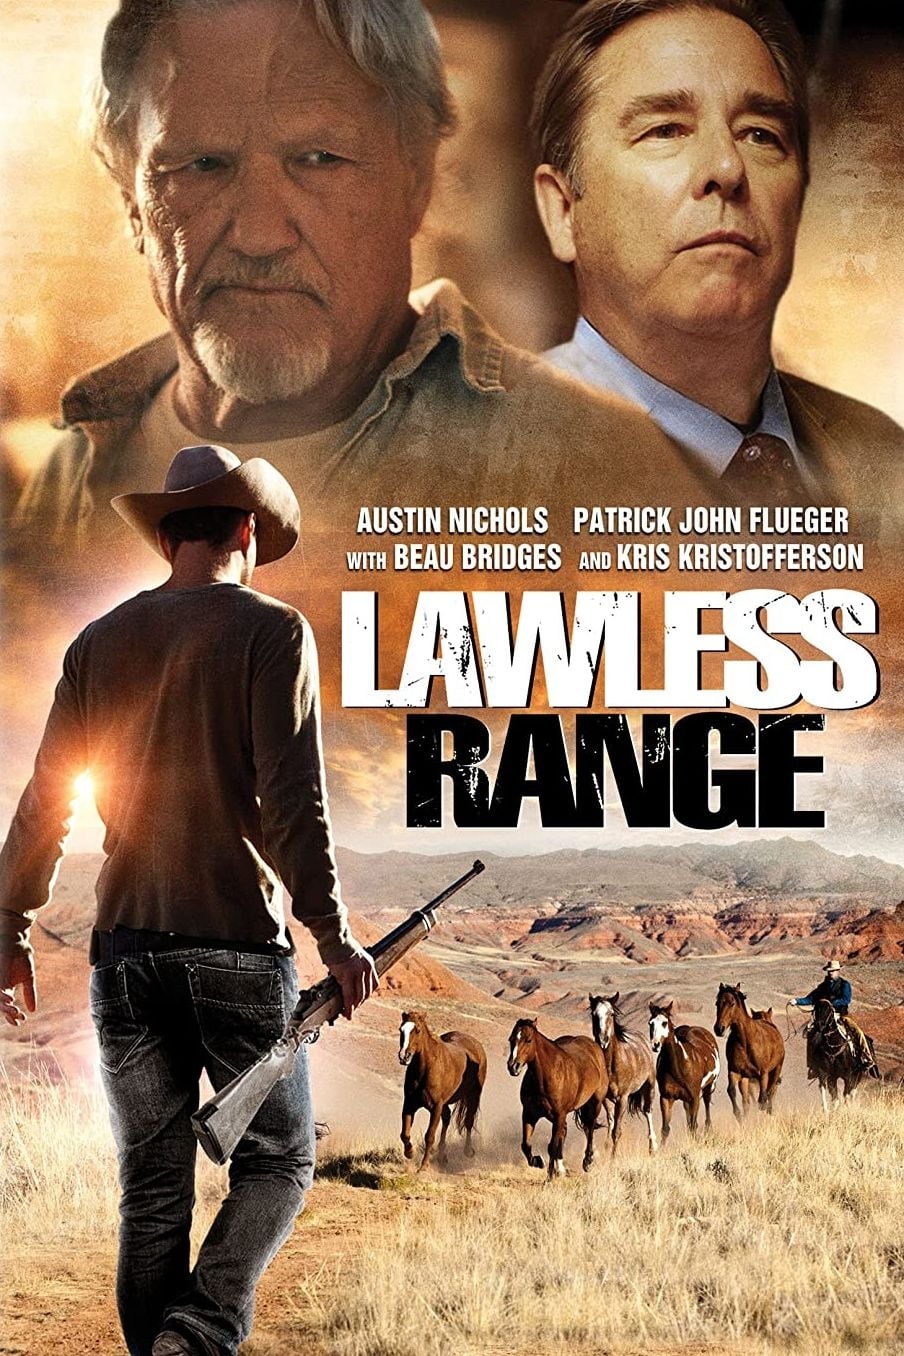 AUSTIN NICHOLS PATRICK JOHN FLUEGER
WITH BEAU BRIDGES AND KRIS KRISTOFFERSON
LAWLESS
RANGE